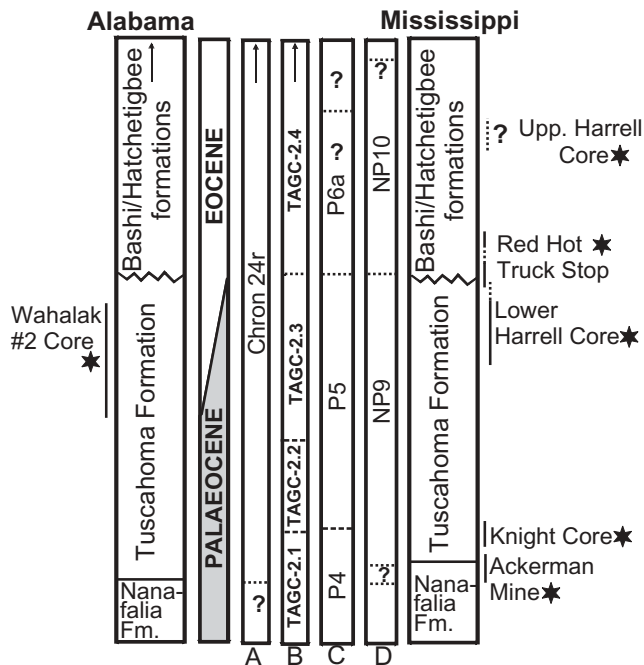 Alabama
Mississippi
Bashi/Hatchetigbee
formations
Tuscahoma Formation
Nana-
falia
Fm.
Wahalak
#2 Core
EOCENE
PALAEOCENE
Chron 24r
?
A
TAGC-2.4
TAGC-2.3
TAGC-2.2
TAGC-2.1
B
?
?
P6a
P5
P4
C
?
NP10
NP9
?
D
Bashi/Hatchetigbee
formations
Tuscahoma Formation
Nana-
falia
Fm.
? Upp. Harrell
Core
Red Hot
Truck Stop
Lower
Harrell Core
Knight Core
Ackerman
Mine